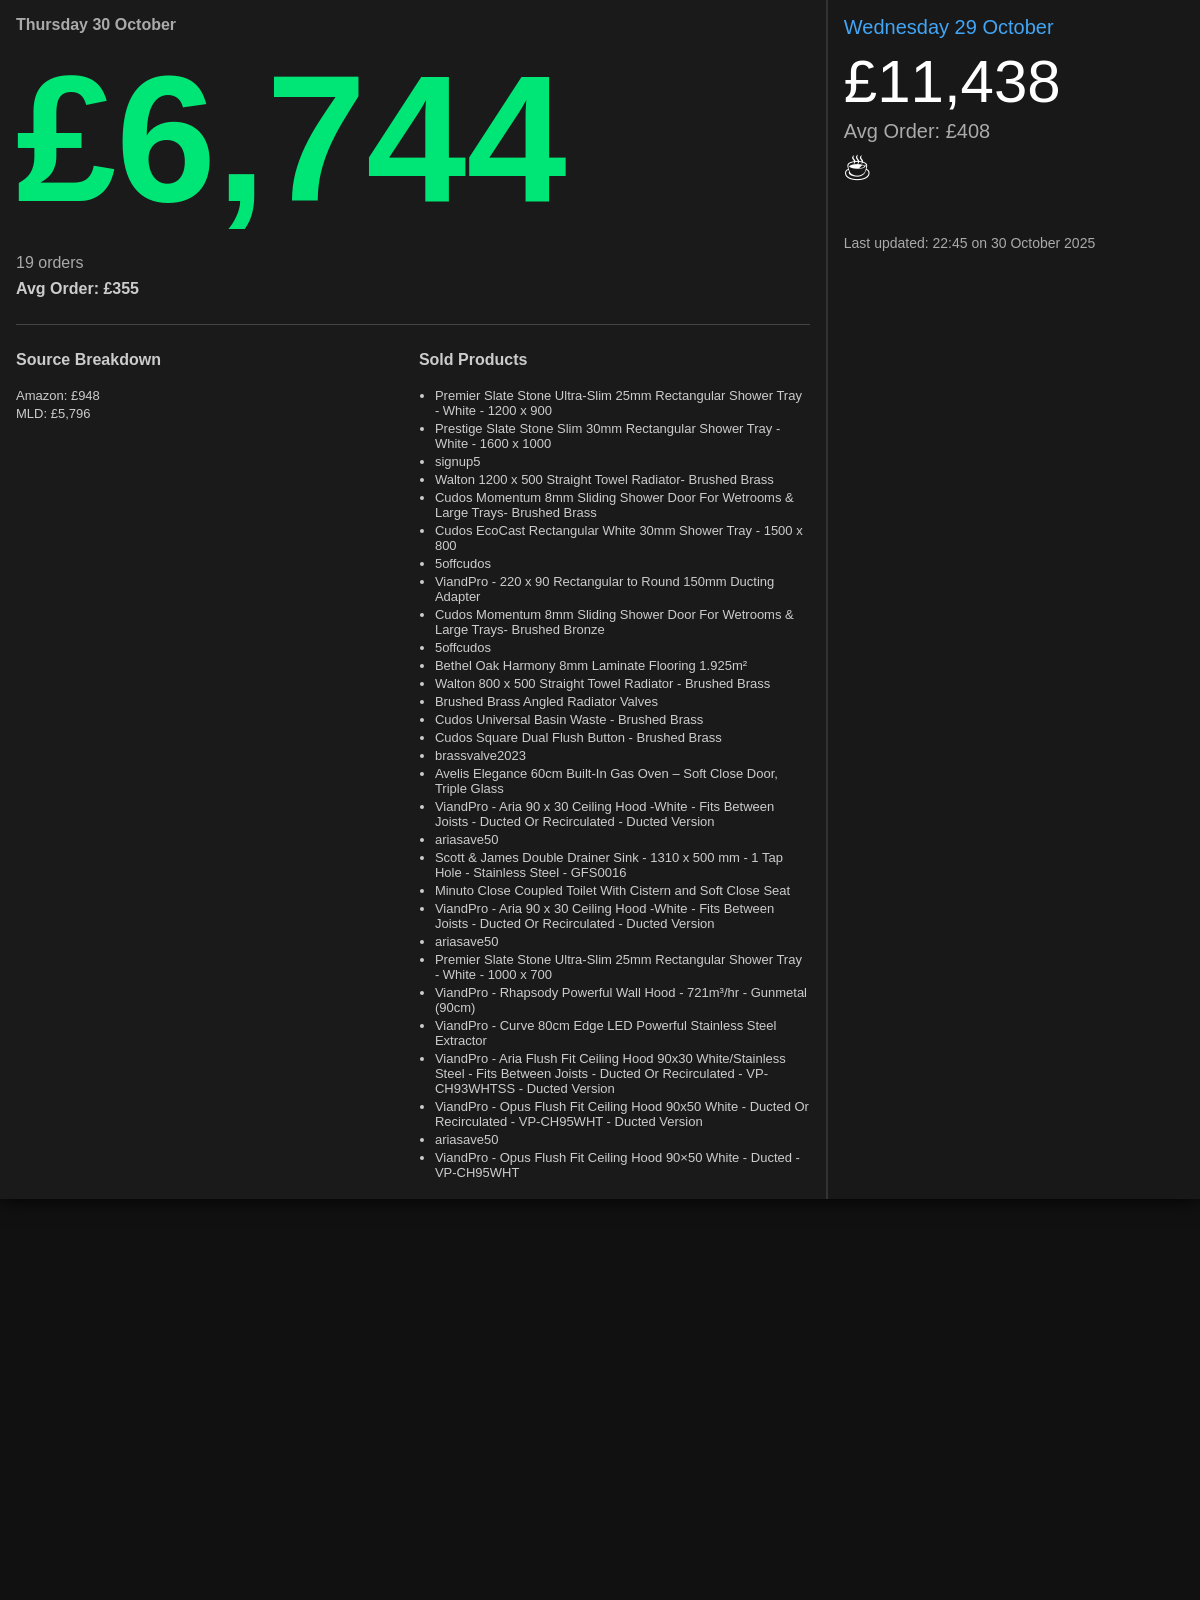 Thursday 30 October
£6,744
19 orders
Avg Order: £355
Source Breakdown
Amazon: £948
MLD: £5,796
Sold Products
Premier Slate Stone Ultra-Slim 25mm Rectangular Shower Tray
- White - 1200 x 900
Prestige Slate Stone Slim 30mm Rectangular Shower Tray -
White - 1600 x 1000
signup5
Walton 1200 x 500 Straight Towel Radiator- Brushed Brass
Cudos Momentum 8mm Sliding Shower Door For Wetrooms &
Large Trays- Brushed Brass
Cudos EcoCast Rectangular White 30mm Shower Tray - 1500 x
800
5offcudos
ViandPro - 220 x 90 Rectangular to Round 150mm Ducting
Adapter
Cudos Momentum 8mm Sliding Shower Door For Wetrooms &
Large Trays- Brushed Bronze
5offcudos
Bethel Oak Harmony 8mm Laminate Flooring 1.925m²
Walton 800 x 500 Straight Towel Radiator - Brushed Brass
Brushed Brass Angled Radiator Valves
Cudos Universal Basin Waste - Brushed Brass
Cudos Square Dual Flush Button - Brushed Brass
brassvalve2023
Avelis Elegance 60cm Built-In Gas Oven – Soft Close Door,
Triple Glass
ViandPro - Aria 90 x 30 Ceiling Hood -White - Fits Between
Joists - Ducted Or Recirculated - Ducted Version
ariasave50
Scott & James Double Drainer Sink - 1310 x 500 mm - 1 Tap
Hole - Stainless Steel - GFS0016
Minuto Close Coupled Toilet With Cistern and Soft Close Seat
ViandPro - Aria 90 x 30 Ceiling Hood -White - Fits Between
Joists - Ducted Or Recirculated - Ducted Version
ariasave50
Premier Slate Stone Ultra-Slim 25mm Rectangular Shower Tray
- White - 1000 x 700
ViandPro - Rhapsody Powerful Wall Hood - 721m³/hr - Gunmetal
(90cm)
ViandPro - Curve 80cm Edge LED Powerful Stainless Steel
Extractor
ViandPro - Aria Flush Fit Ceiling Hood 90x30 White/Stainless
Steel - Fits Between Joists - Ducted Or Recirculated - VP-
CH93WHTSS - Ducted Version
ViandPro - Opus Flush Fit Ceiling Hood 90x50 White - Ducted Or
Recirculated - VP-CH95WHT - Ducted Version
ariasave50
ViandPro - Opus Flush Fit Ceiling Hood 90×50 White - Ducted -
VP-CH95WHT
Wednesday 29 October
£11,438
Avg Order: £408
Last updated: 22:45 on 30 October 2025